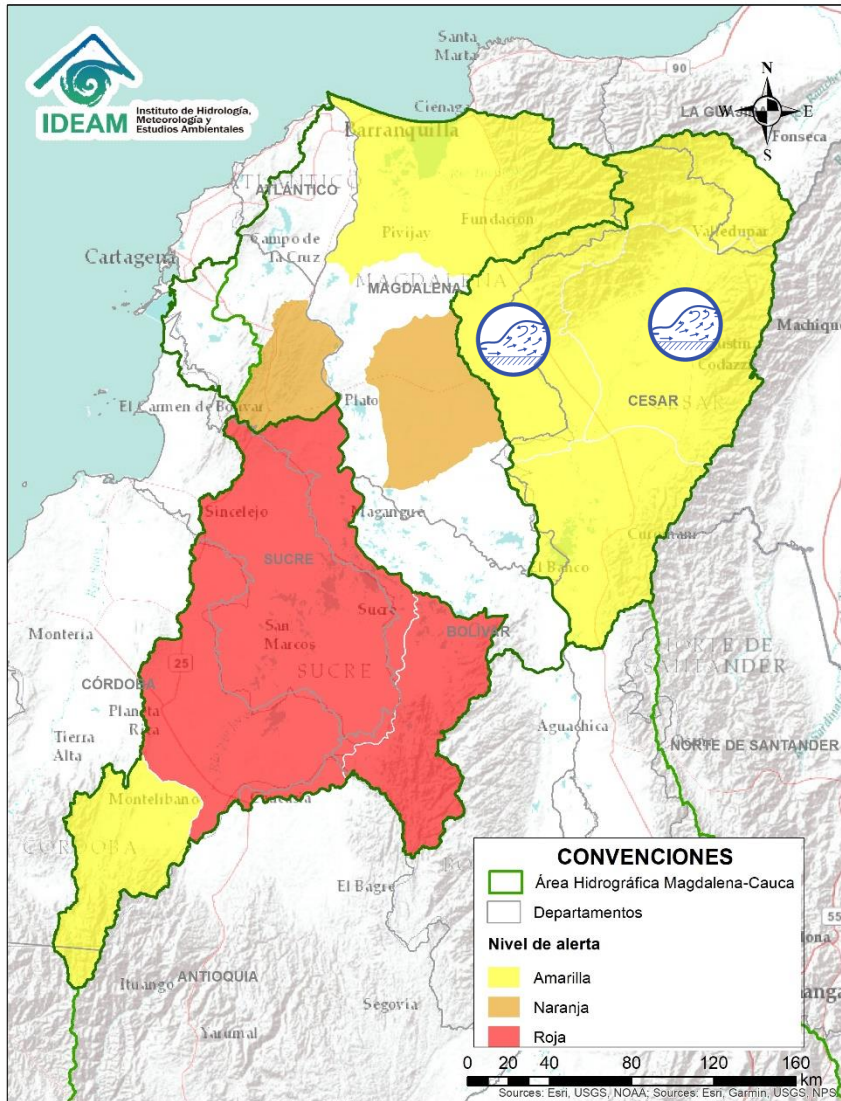 Santa
Marta
90
N
W
E
S
Ciénaga
LA GUAJIRA
Fonseca
IDEAM
Instituto de Hidrología,
Meteorología y
Estudios Ambientales
Barranquilla
ATLÁNTICO
Fundación
Pivijay
Valledupar
Cartagena
Campo de
la Cruz
MAGDALENA
MAGDALENA
Machiques
Codazzi
CESAR
El Carmen de Bolívar
Plato
Sincelejo
Magangué
SUCRE
El Banco
Sucre
BOLÍVAR
San
Marcos
SUCRE
Montería
25
NORTE DE
SANTANDER
CÓRDOBA
Planeta
Rica
Tierra
Alta
Aguachica
NORTE DE SANTANDER
Montelibano
CÓRDOBA
El Bagre
Ituango
ANTIOQUIA
Segovia
Yarumal
CONVENCIONES
Área Hidrográfica Magdalena-Cauca
Departamentos
Nivel de alerta
Amarilla
Naranja
Roja
55
0 20 40 80 120 160
km
Sources: Esri, USGS, NOAA; Sources: Esri, Garmin, USGS, NPS